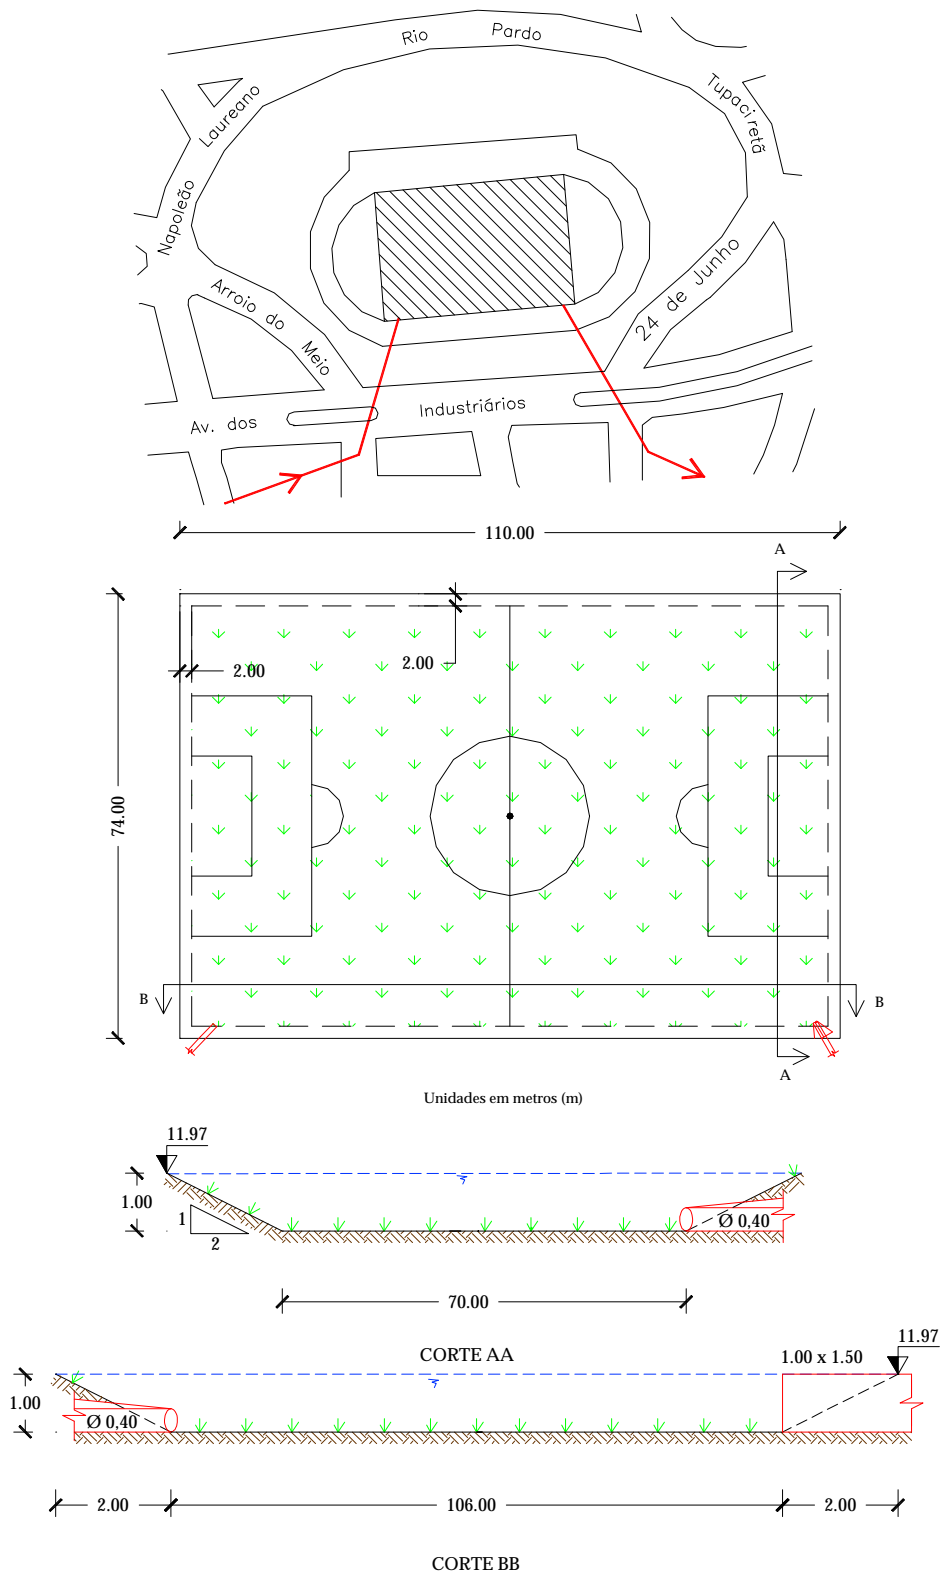 Rio Pardo
Laureano
Tupaciretã
Napoleão
24 de Junho
Arroio do
Meio
Av. dos
Industriários
110.00
A
2.00
2.00
74.00
B
B
A
Unidades em metros (m)
11.97
1.00
1
2
Ø 0,40
70.00
CORTE AA
11.97
1.00 x 1.50
1.00
Ø 0,40
2.00
106.00
2.00
CORTE BB